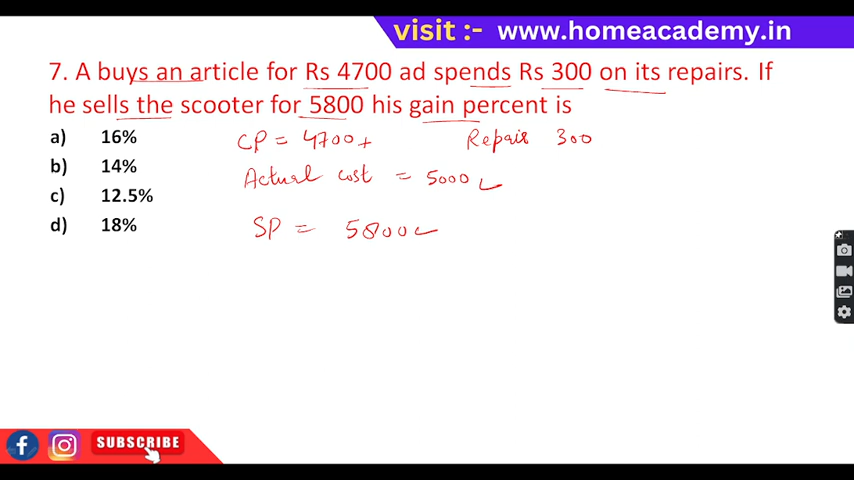 visit :- www.homeacademy.in
7. A buys an article for Rs 4700 ad spends Rs 300 on its repairs. If
he sells the scooter for 5800 his gain percent is
a) 16%
b) 14%
c) 12.5%
d) 18%
CP = 4700 + Repair 300
Actual cost = 5000
SP = 5800
SUBSCRIBE